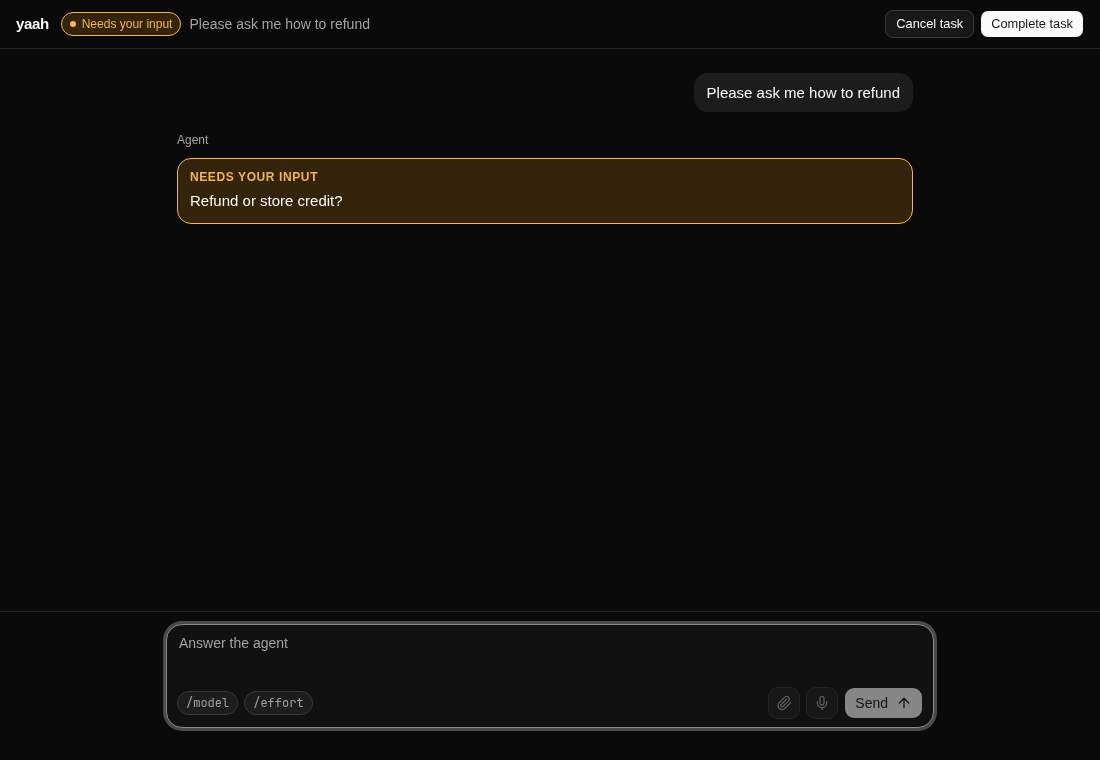 yaah
Needs your input
Please ask me how to refund
Cancel task
Complete task
Please ask me how to refund
Agent
NEEDS YOUR INPUT
Refund or store credit?
Answer the agent
/model
/effort
Send